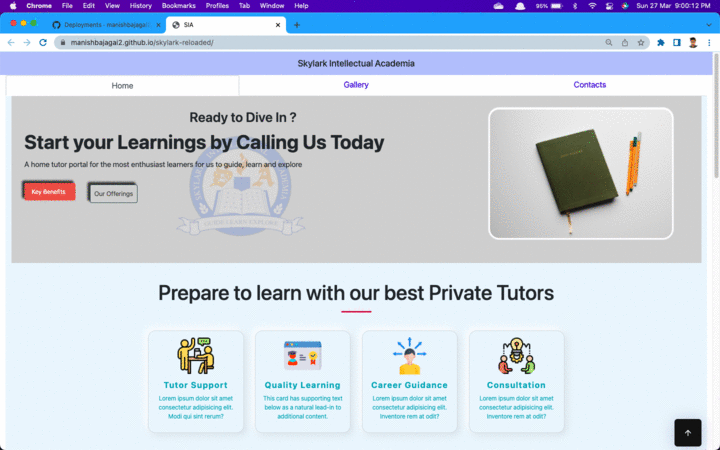 Chrome File Edit View History Bookmarks Profiles Tab Window Help 95% Sun 27 Mar 9:00:12 PM
Deployments · manishbajagai2 SIA
manishbajagai2.github.io/skylark-reloaded/
Skylark Intellectual Academia
Home Gallery Contacts
Ready to Dive In ?
Start your Learnings by Calling Us Today
A home tutor portal for the most enthusiast learners for us to guide, learn and explore
Key Benefits Our Offerings
Prepare to learn with our best Private Tutors
Tutor Support Quality Learning Career Guidance Consultation
Lorem ipsum dolor sit amet This card has supporting text Lorem ipsum dolor sit amet Lorem ipsum dolor sit amet
consectetur adipisicing elit. below as a natural lead-in to consectetur adipisicing elit. consectetur adipisicing elit.
Modi qui sint rerum? additional content. Inventore rem at odit? Inventore rem at odit?